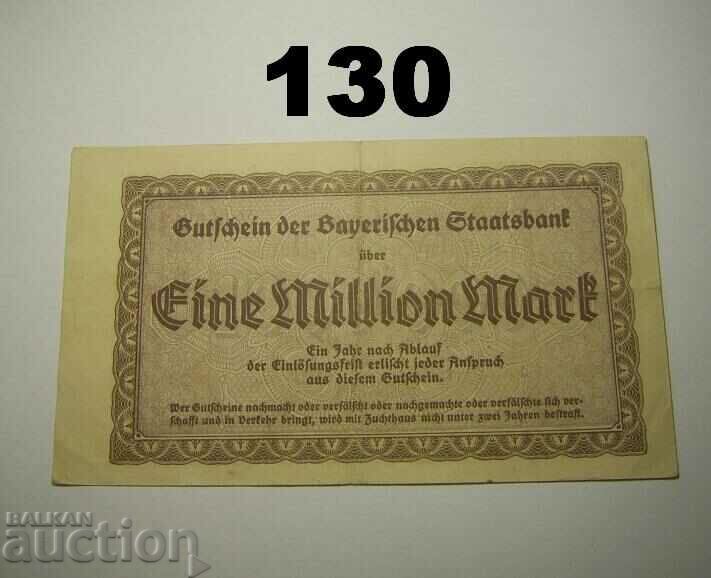 130
Gutschein der Bayerischen Staatsbank
über
Eine Million Mark
Ein Jahr nach Ablauf
der Einlösungsfrist erlischt jeder Anspruch
aus diesem Gutschein.
Wer Gutscheine nachmacht oder verfälscht oder nachgemachte oder verfälschte sich ver-
schafft und in Verkehr bringt, wird mit Zuchthaus nicht unter zwei Jahren bestraft.
BALKAN
auction